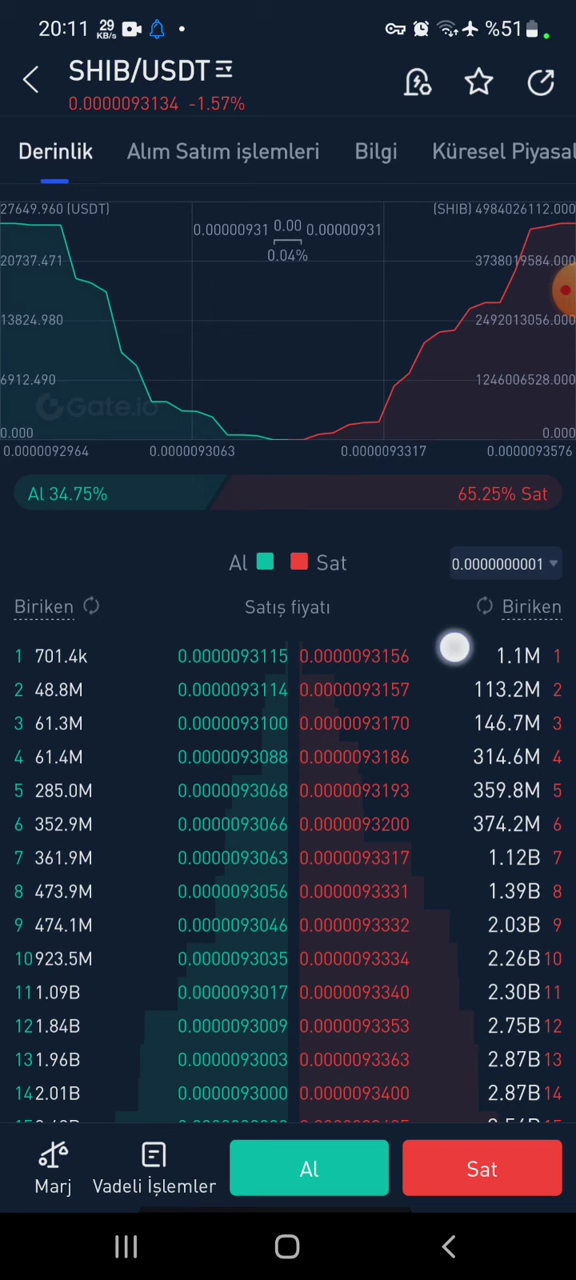 20:11 29 KB/s %51
SHIB/USDT
0.0000093134 -1.57%
Derinlik Alım Satım işlemleri Bilgi Küresel Piyasal
27649.960 (USDT) (SHIB) 4984026112.000
0.00000931 0.00 0.00000931
0.04%
20737.471 3738019584.000
13824.980 2492013056.000
6912.490 1246006528.000
Gate.io
0.000 0.000
0.0000092964 0.0000093063 0.0000093317 0.0000093576
Al 34.75% 65.25% Sat
Al Sat 0.0000000001
Biriken Satış fiyatı Biriken
1 701.4k 0.0000093115 0.0000093156 1.1M 1
2 48.8M 0.0000093114 0.0000093157 113.2M 2
3 61.3M 0.0000093100 0.0000093170 146.7M 3
4 61.4M 0.0000093088 0.0000093186 314.6M 4
5 285.0M 0.0000093068 0.0000093193 359.8M 5
6 352.9M 0.0000093066 0.0000093200 374.2M 6
7 361.9M 0.0000093063 0.0000093317 1.12B 7
8 473.9M 0.0000093056 0.0000093331 1.39B 8
9 474.1M 0.0000093046 0.0000093332 2.03B 9
10 923.5M 0.0000093035 0.0000093334 2.26B 10
11 1.09B 0.0000093017 0.0000093340 2.30B 11
12 1.84B 0.0000093009 0.0000093353 2.75B 12
13 1.96B 0.0000093003 0.0000093363 2.87B 13
14 2.01B 0.0000093000 0.0000093400 2.87B 14
Marj Vadeli İşlemler Al Sat